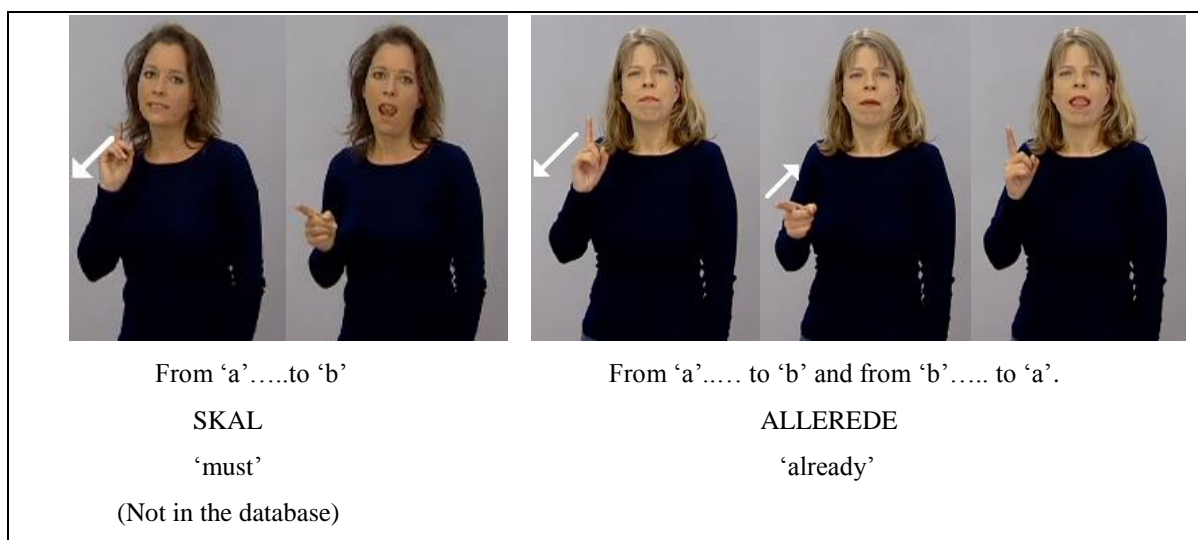 From ‘a’…..to ‘b’
From ‘a’..… to ‘b’ and from ‘b’….. to ‘a’.
SKAL
ALLEREDE
‘must’
‘already’
(Not in the database)